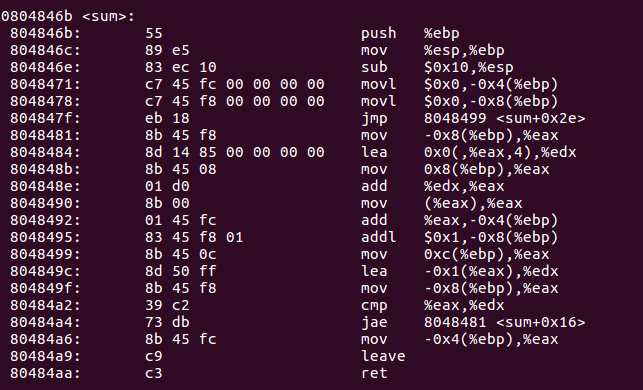 0804846b <sum>:
804846b: 55 push %ebp
804846c: 89 e5 mov %esp,%ebp
804846e: 83 ec 10 sub $0x10,%esp
8048471: c7 45 fc 00 00 00 00 movl $0x0,-0x4(%ebp)
8048478: c7 45 f8 00 00 00 00 movl $0x0,-0x8(%ebp)
804847f: eb 18 jmp 8048499 <sum+0x2e>
8048481: 8b 45 f8 mov -0x8(%ebp),%eax
8048484: 8d 14 85 00 00 00 00 lea 0x0(,%eax,4),%edx
804848b: 8b 45 08 mov 0x8(%ebp),%eax
804848e: 01 d0 add %edx,%eax
8048490: 8b 00 mov (%eax),%eax
8048492: 01 45 fc add %eax,-0x4(%ebp)
8048495: 83 45 f8 01 addl $0x1,-0x8(%ebp)
8048499: 8b 45 0c mov 0xc(%ebp),%eax
804849c: 8d 50 ff lea -0x1(%eax),%edx
804849f: 8b 45 f8 mov -0x8(%ebp),%eax
80484a2: 39 c2 cmp %eax,%edx
80484a4: 73 db jae 8048481 <sum+0x16>
80484a6: 8b 45 fc mov -0x4(%ebp),%eax
80484a9: c9 leave
80484aa: c3 ret